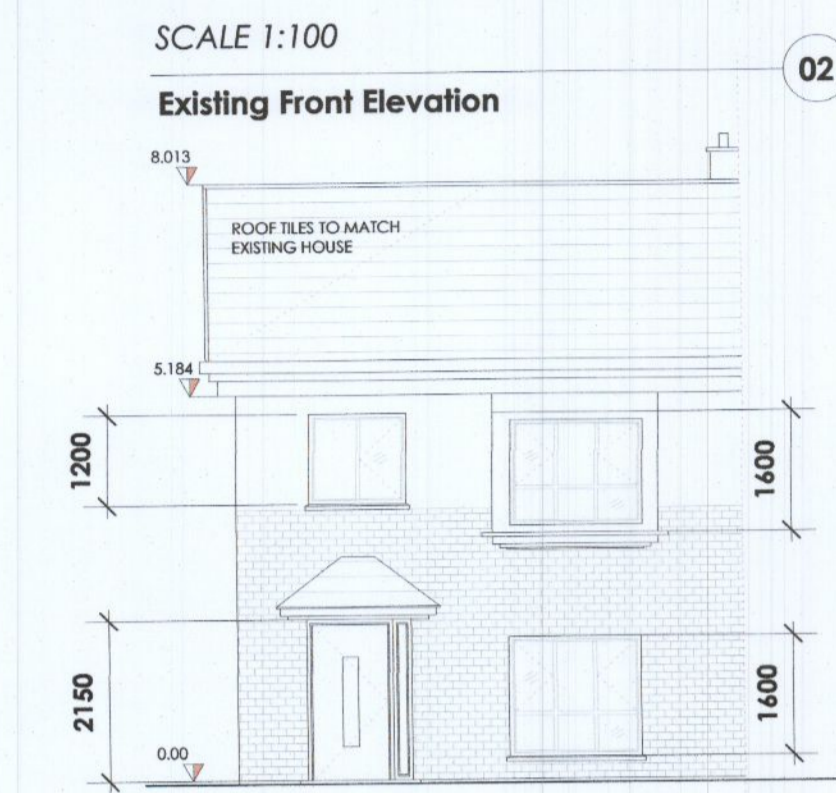 SCALE 1:100
02
Existing Front Elevation
8.013
ROOF TILES TO MATCH
EXISTING HOUSE
5.184
1200
1600
2150
1600
0.00